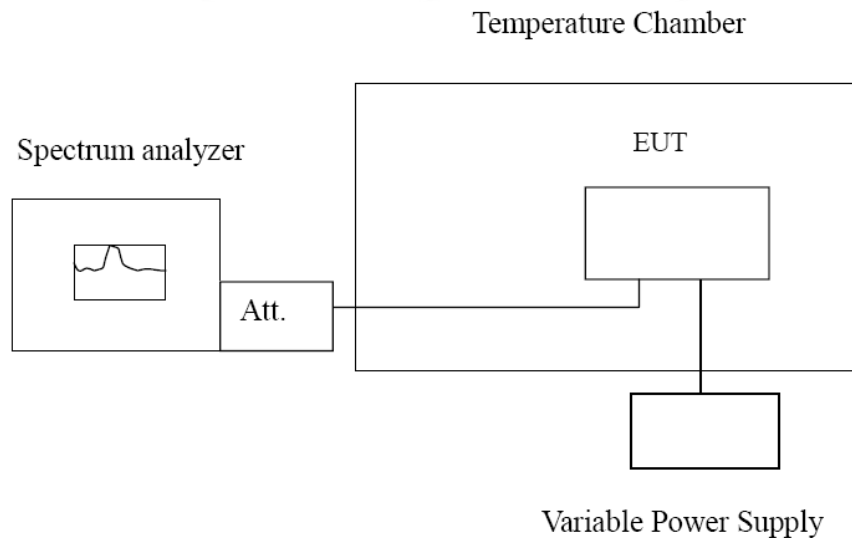 Temperature Chamber
EUT
Spectrum analyzer
Att.
Variable Power Supply